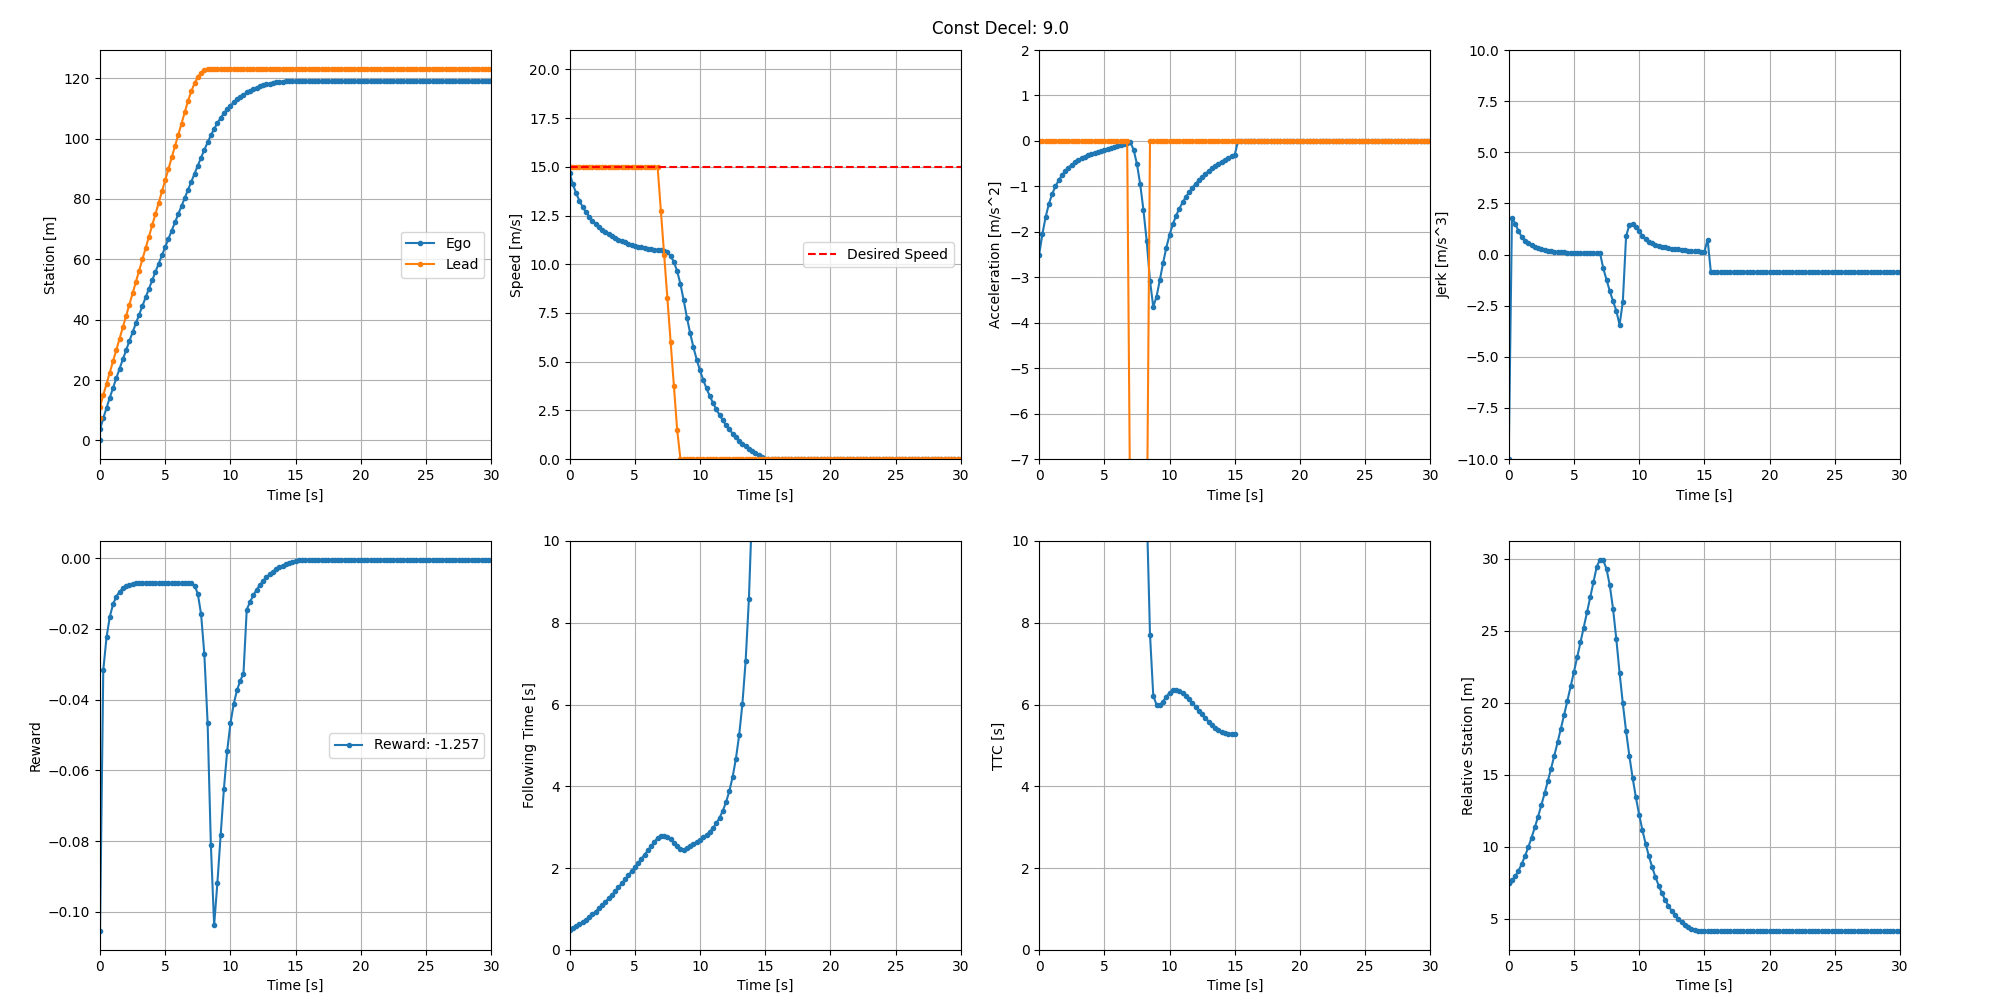 Const Decel: 9.0
120
100
80
60
40
20
0
Station [m]
Ego
Lead
0 5 10 15 20 25 30
Time [s]
20.0
17.5
15.0
12.5
10.0
7.5
5.0
2.5
0.0
Speed [m/s]
Desired Speed
0 5 10 15 20 25 30
Time [s]
2
1
0
−1
−2
−3
−4
−5
−6
−7
Acceleration [m/s^2]
0 5 10 15 20 25 30
Time [s]
10.0
7.5
5.0
2.5
0.0
−2.5
−5.0
−7.5
−10.0
Jerk [m/s^3]
0 5 10 15 20 25 30
Time [s]
0.00
−0.02
−0.04
−0.06
−0.08
−0.10
Reward
Reward: -1.257
0 5 10 15 20 25 30
Time [s]
10
8
6
4
2
0
Following Time [s]
0 5 10 15 20 25 30
Time [s]
10
8
6
4
2
0
TTC [s]
0 5 10 15 20 25 30
Time [s]
30
25
20
15
10
5
Relative Station [m]
0 5 10 15 20 25 30
Time [s]